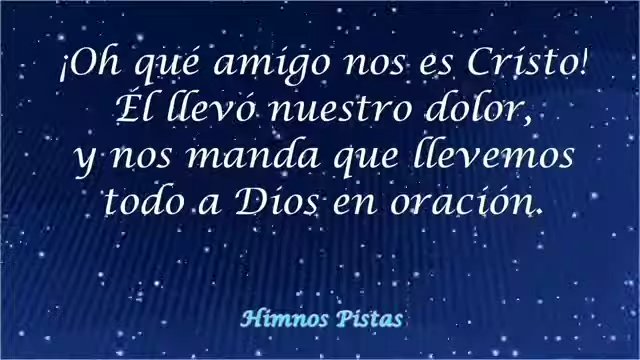 ¡Oh qué amigo nos es Cristo!
Él llevó nuestro dolor,
y nos manda que llevemos
todo a Dios en oración.
Himnos Pistas